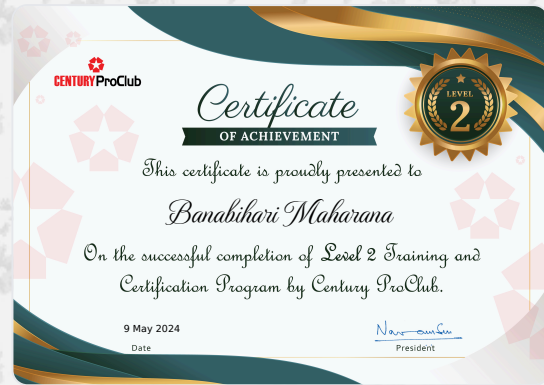 CENTURY ProClub
LEVEL
2
Certificate
OF ACHIEVEMENT
This certificate is proudly presented to
Banabihari Maharana
On the successful completion of Level 2 Training and
Certification Program by Century ProClub.
9 May 2024
Date
President